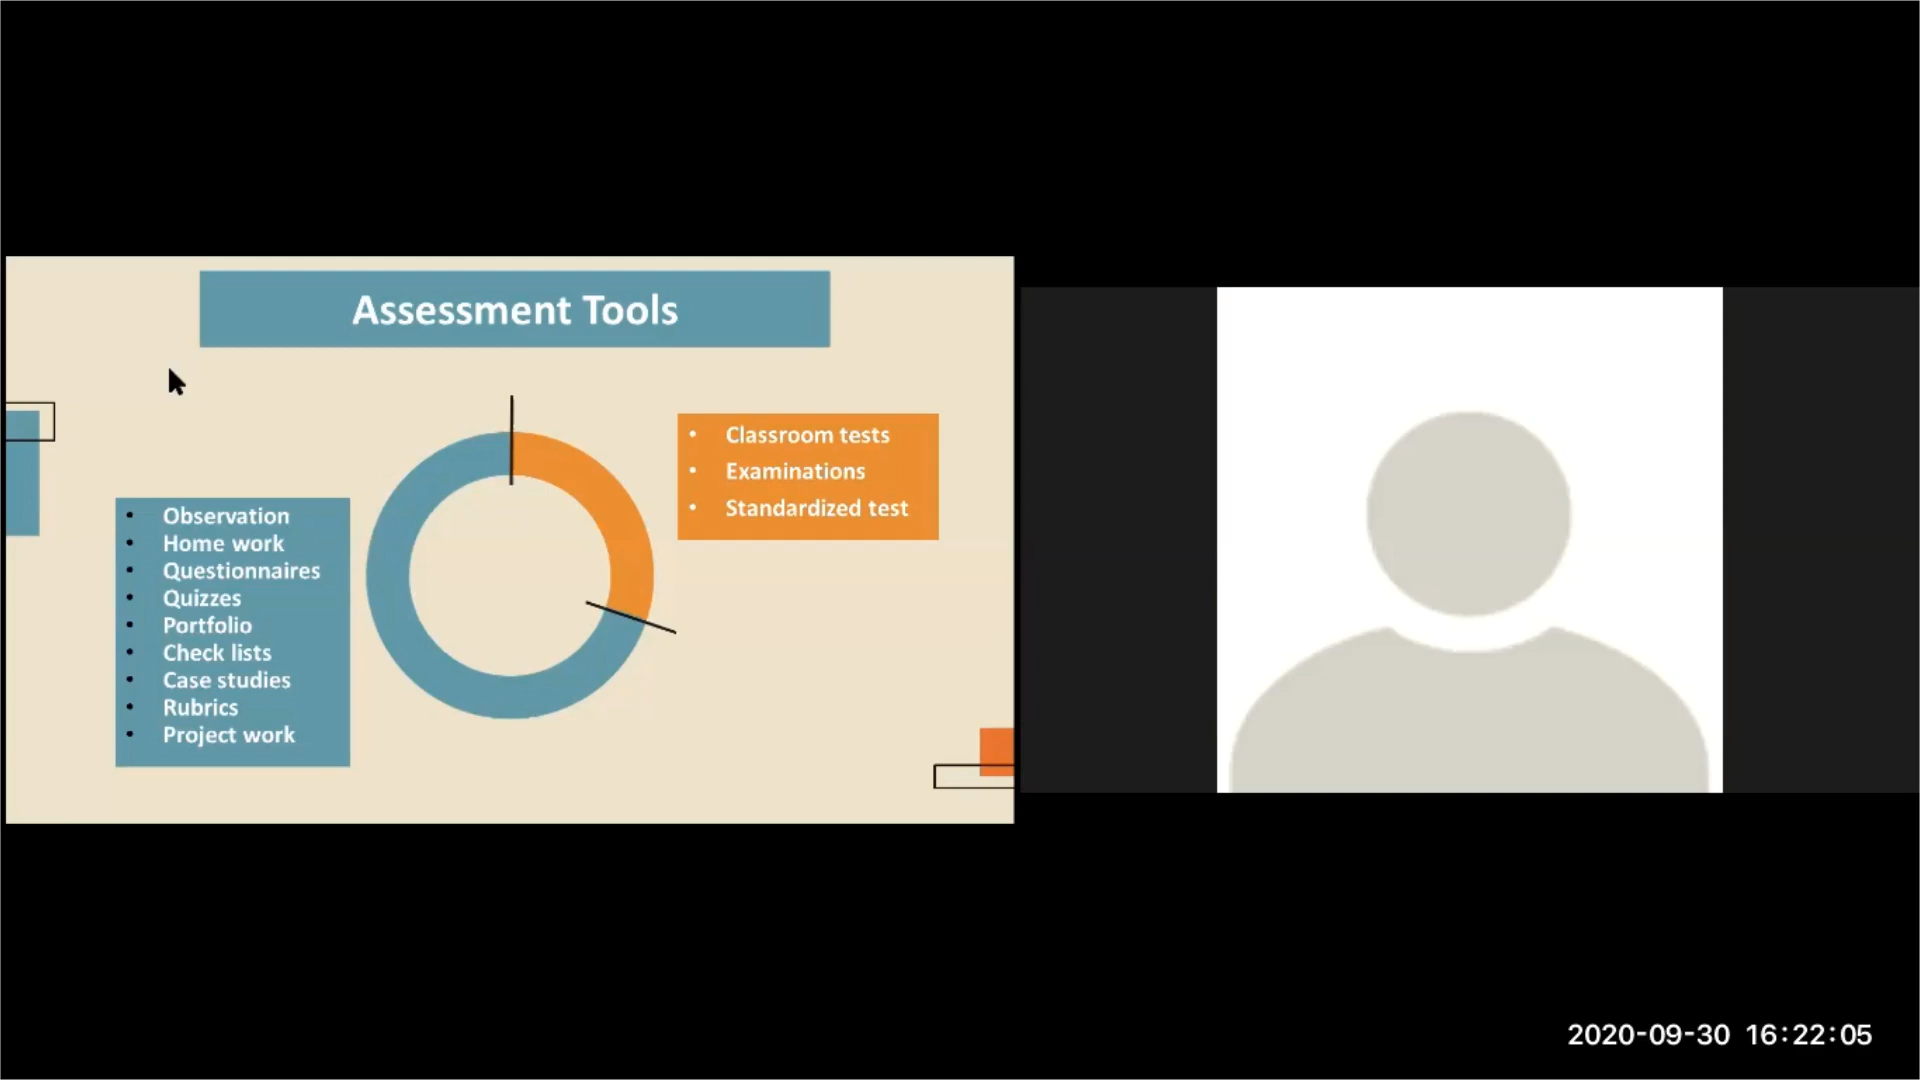 Assessment Tools
• Classroom tests
• Examinations
• Standardized test
• Observation
• Home work
• Questionnaires
• Quizzes
• Portfolio
• Check lists
• Case studies
• Rubrics
• Project work
2020-09-30 16:22:05